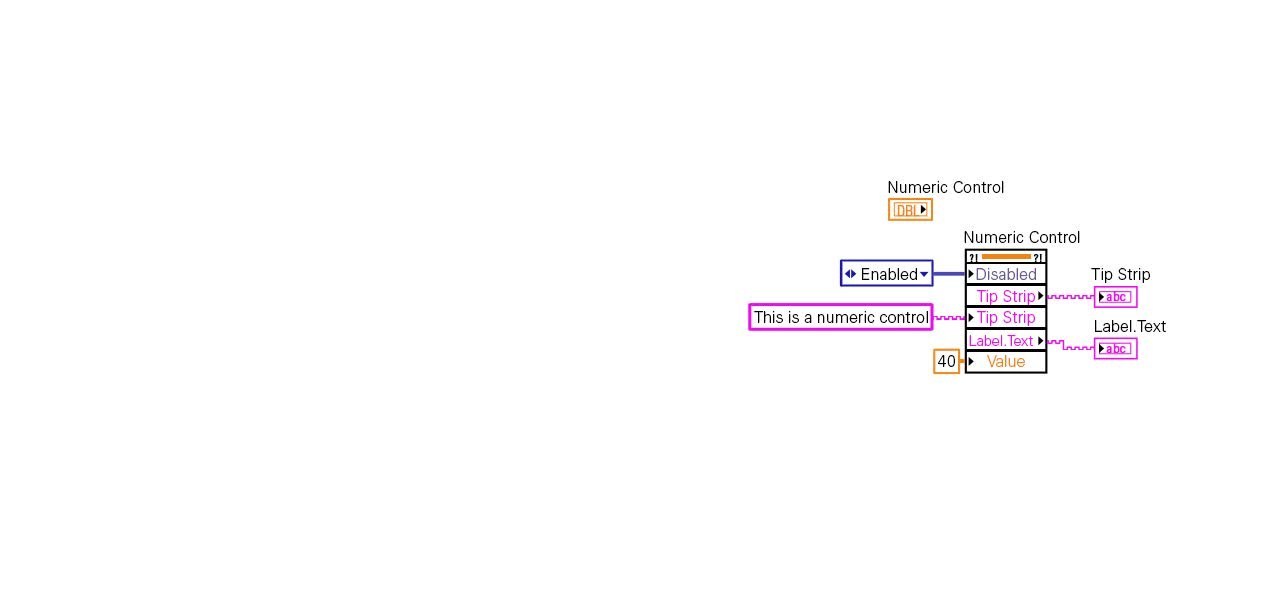 Numeric Control
DBL
Numeric Control
?! ?!
Enabled
Disabled
Tip Strip
Tip Strip
abc
This is a numeric control
Tip Strip
Label.Text
Label.Text
abc
40
Value